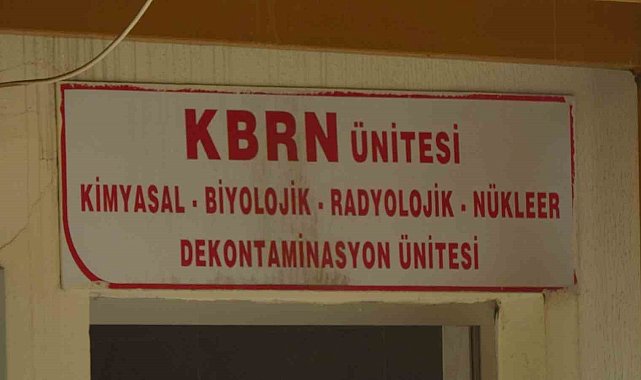 KBRN ÜNİTESİ
KİMYASAL - BİYOLOJİK - RADYOLOJİK - NÜKLEER
DEKONTAMİNASYON ÜNİTESİ